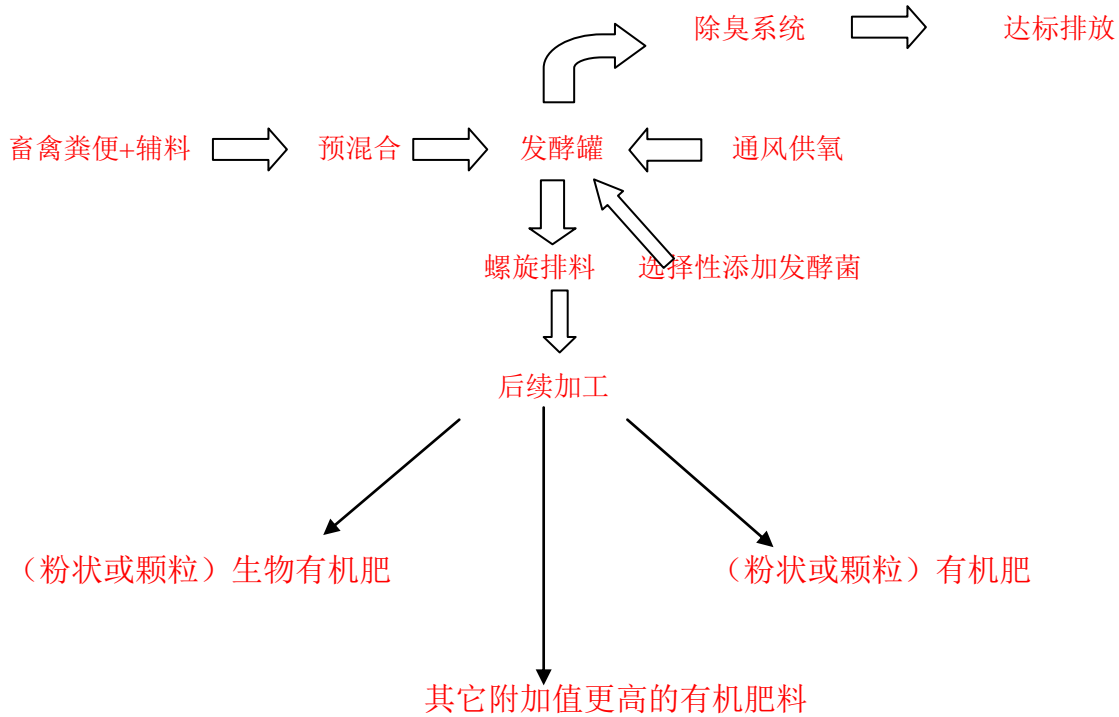 除臭系统
达标排放
畜禽粪便+辅料
预混合
发酵罐
通风供氧
螺旋排料
选择性添加发酵菌
后续加工
（粉状或颗粒）生物有机肥
（粉状或颗粒）有机肥
其它附加值更高的有机肥料